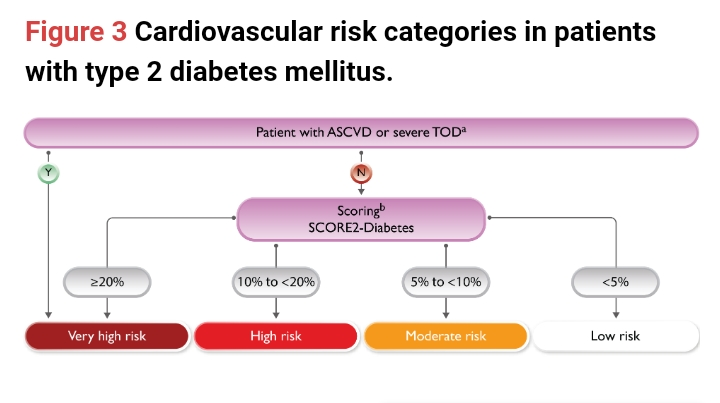 Figure 3 Cardiovascular risk categories in patients
with type 2 diabetes mellitus.
Patient with ASCVD or severe TODª
Y
N
Scoringᵇ
SCORE2-Diabetes
≥20%
10% to <20%
5% to <10%
<5%
Very high risk
High risk
Moderate risk
Low risk